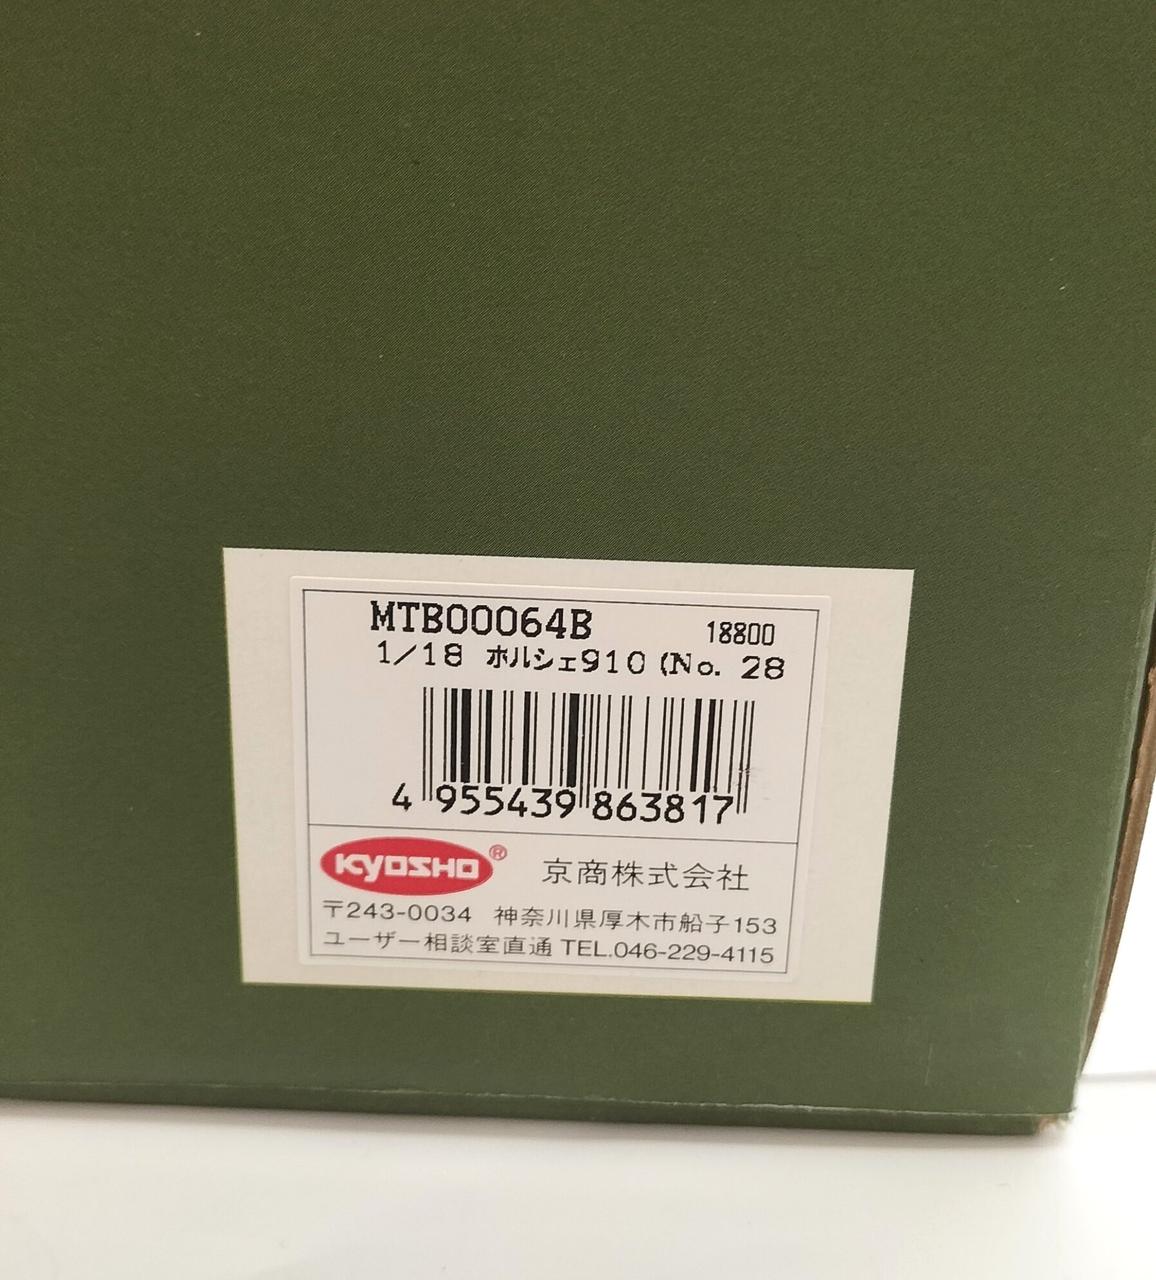 MTB00064B 18800
1/18 ホルシェ910 (No. 28
4 955439 863817
KYOSHO® 京商株式会社
〒243-0034 神奈川県厚木市船子153
ユーザー相談室直通 TEL.046-229-4115